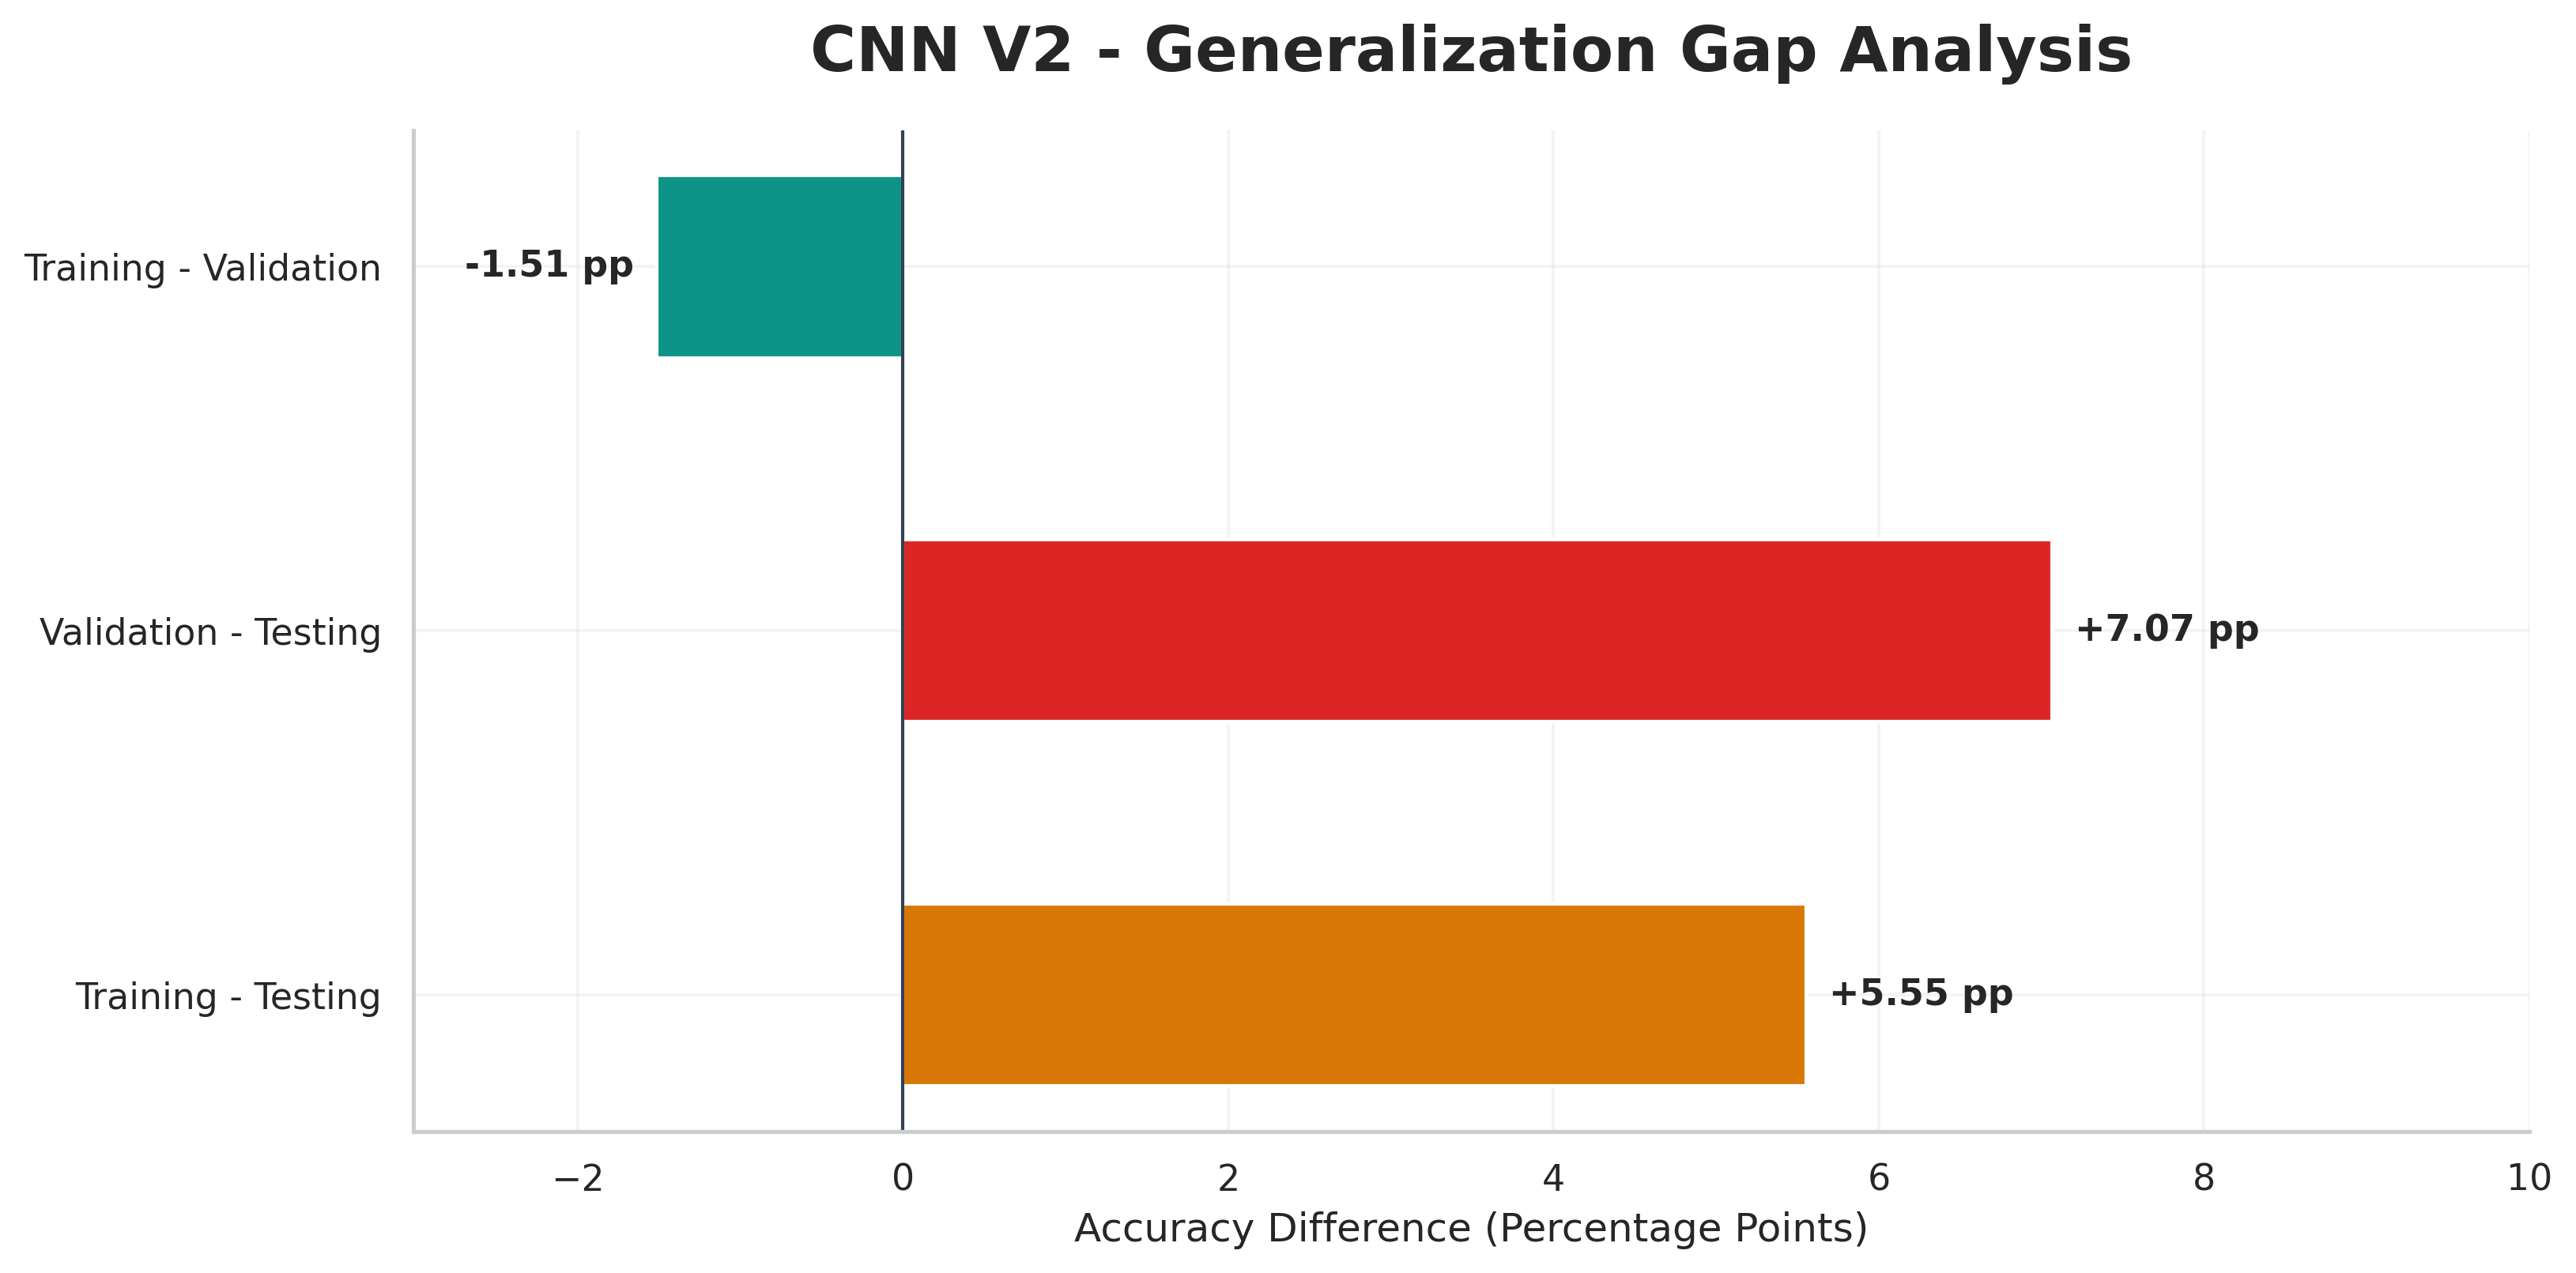 CNN V2 - Generalization Gap Analysis
Training - Validation
-1.51 pp
Validation - Testing
+7.07 pp
Training - Testing
+5.55 pp
−2 0 2 4 6 8 10
Accuracy Difference (Percentage Points)